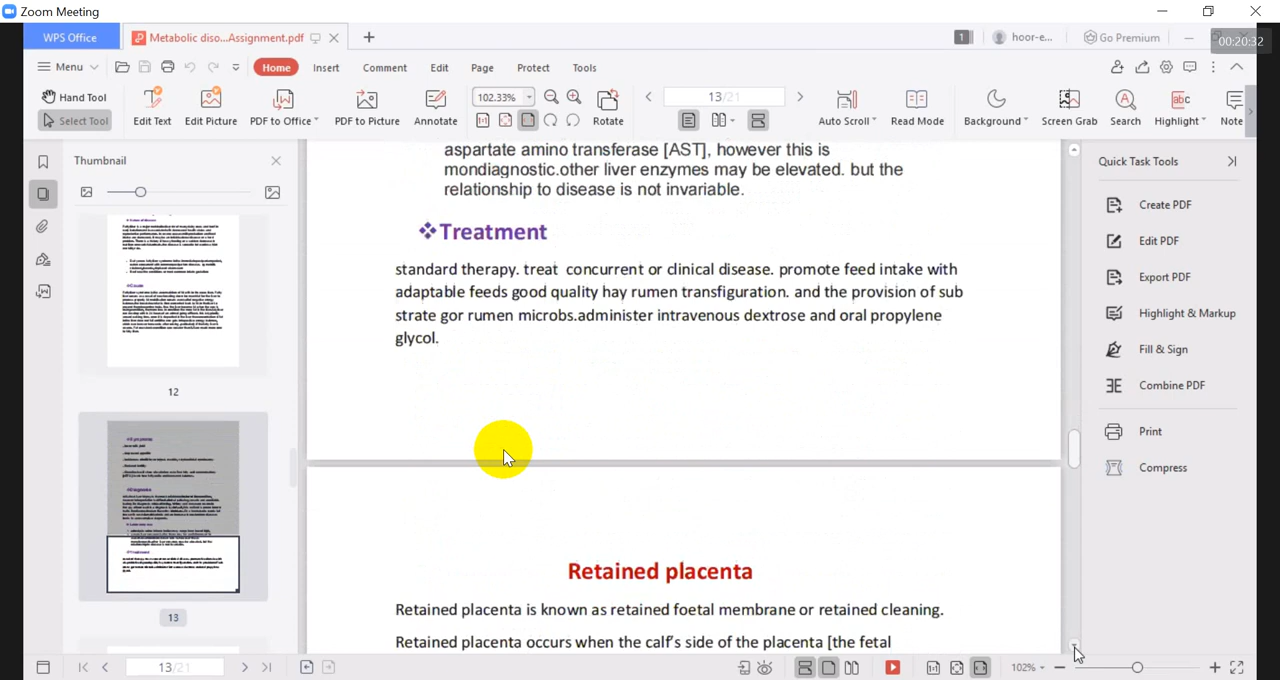 Zoom Meeting
WPS Office
Metabolic diso...Assignment.pdf
1
hoor-e...
Go Premium
00:20:32
Menu
Home
Insert
Comment
Edit
Page
Protect
Tools
Hand Tool
Select Tool
Edit Text
Edit Picture
PDF to Office
PDF to Picture
Annotate
102.33%
Rotate
13/21
Auto Scroll
Read Mode
Background
Screen Grab
Search
Highlight
Note
Thumbnail
12
13
aspartate amino transferase [AST], however this is
mondiagnostic.other liver enzymes may be elevated. but the
relationship to disease is not invariable.
❖Treatment
standard therapy. treat concurrent or clinical disease. promote feed intake with
adaptable feeds good quality hay rumen transfiguration. and the provision of sub
strate gor rumen microbs.administer intravenous dextrose and oral propylene
glycol.
Retained placenta
Retained placenta is known as retained foetal membrane or retained cleaning.
Retained placenta occurs when the calf's side of the placenta [the fetal
Quick Task Tools
Create PDF
Edit PDF
Export PDF
Highlight & Markup
Fill & Sign
Combine PDF
Print
Compress
13/21
102%